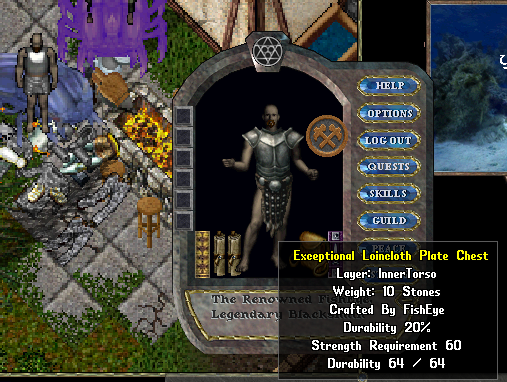 HELP
OPTIONS
LOG OUT
QUESTS
SKILLS
GUILD
PEACE
Exceptional Loincloth Plate Chest
Layer: InnerTorso
Weight: 10 Stones
Crafted By FishEye
Durability 20%
Strength Requirement 60
Durability 64 / 64
The Renowned
Legendary